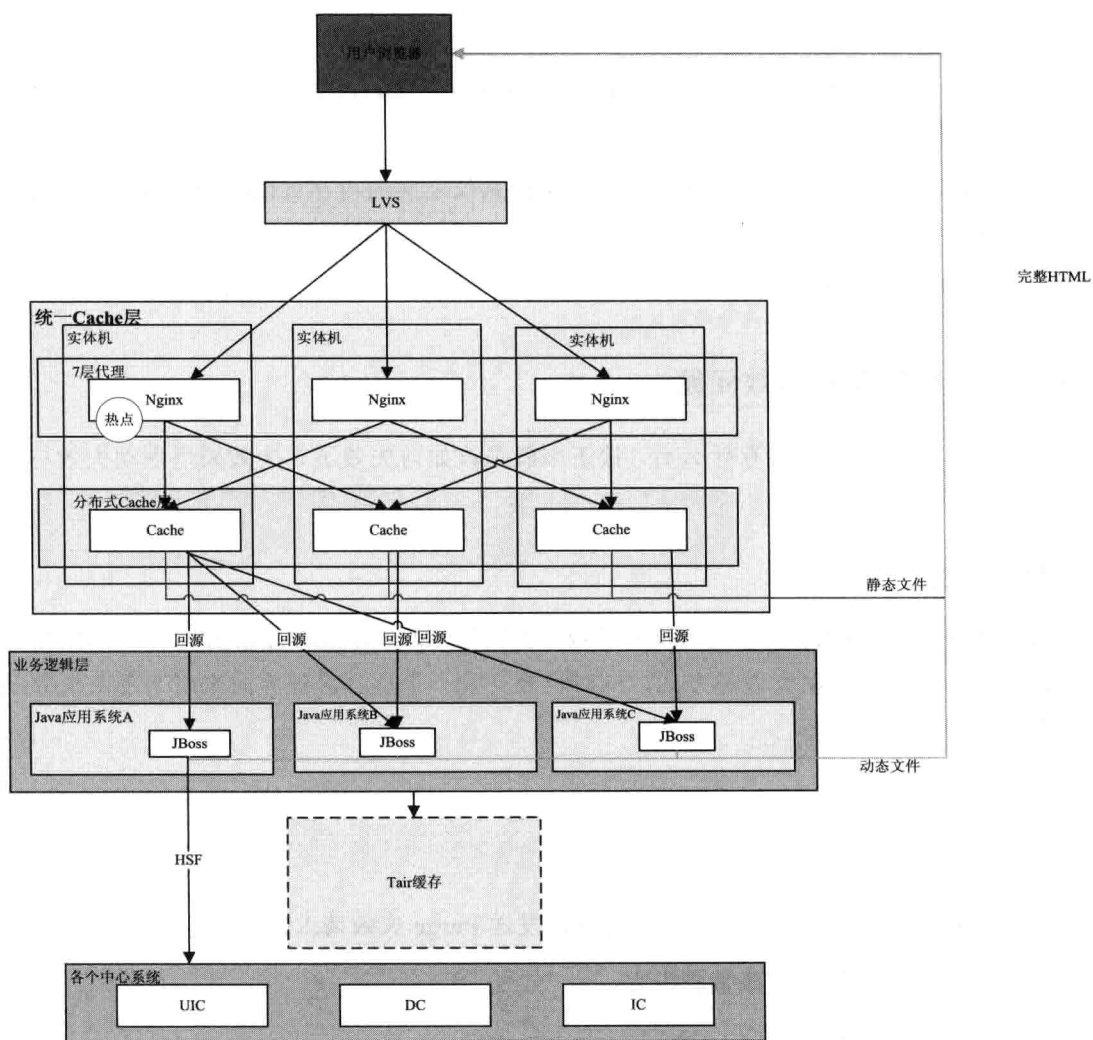 用户浏览器
LVS
完整HTML
统一Cache层
实体机
实体机
实体机
7层代理
Nginx
Nginx
Nginx
热点
分布式Cache层
Cache
Cache
Cache
静态文件
回源
回源
回源
回源
回源
业务逻辑层
Java应用系统A
Java应用系统B
Java应用系统C
JBoss
JBoss
JBoss
动态文件
HSF
Tair缓存
各个中心系统
UIC
DC
IC